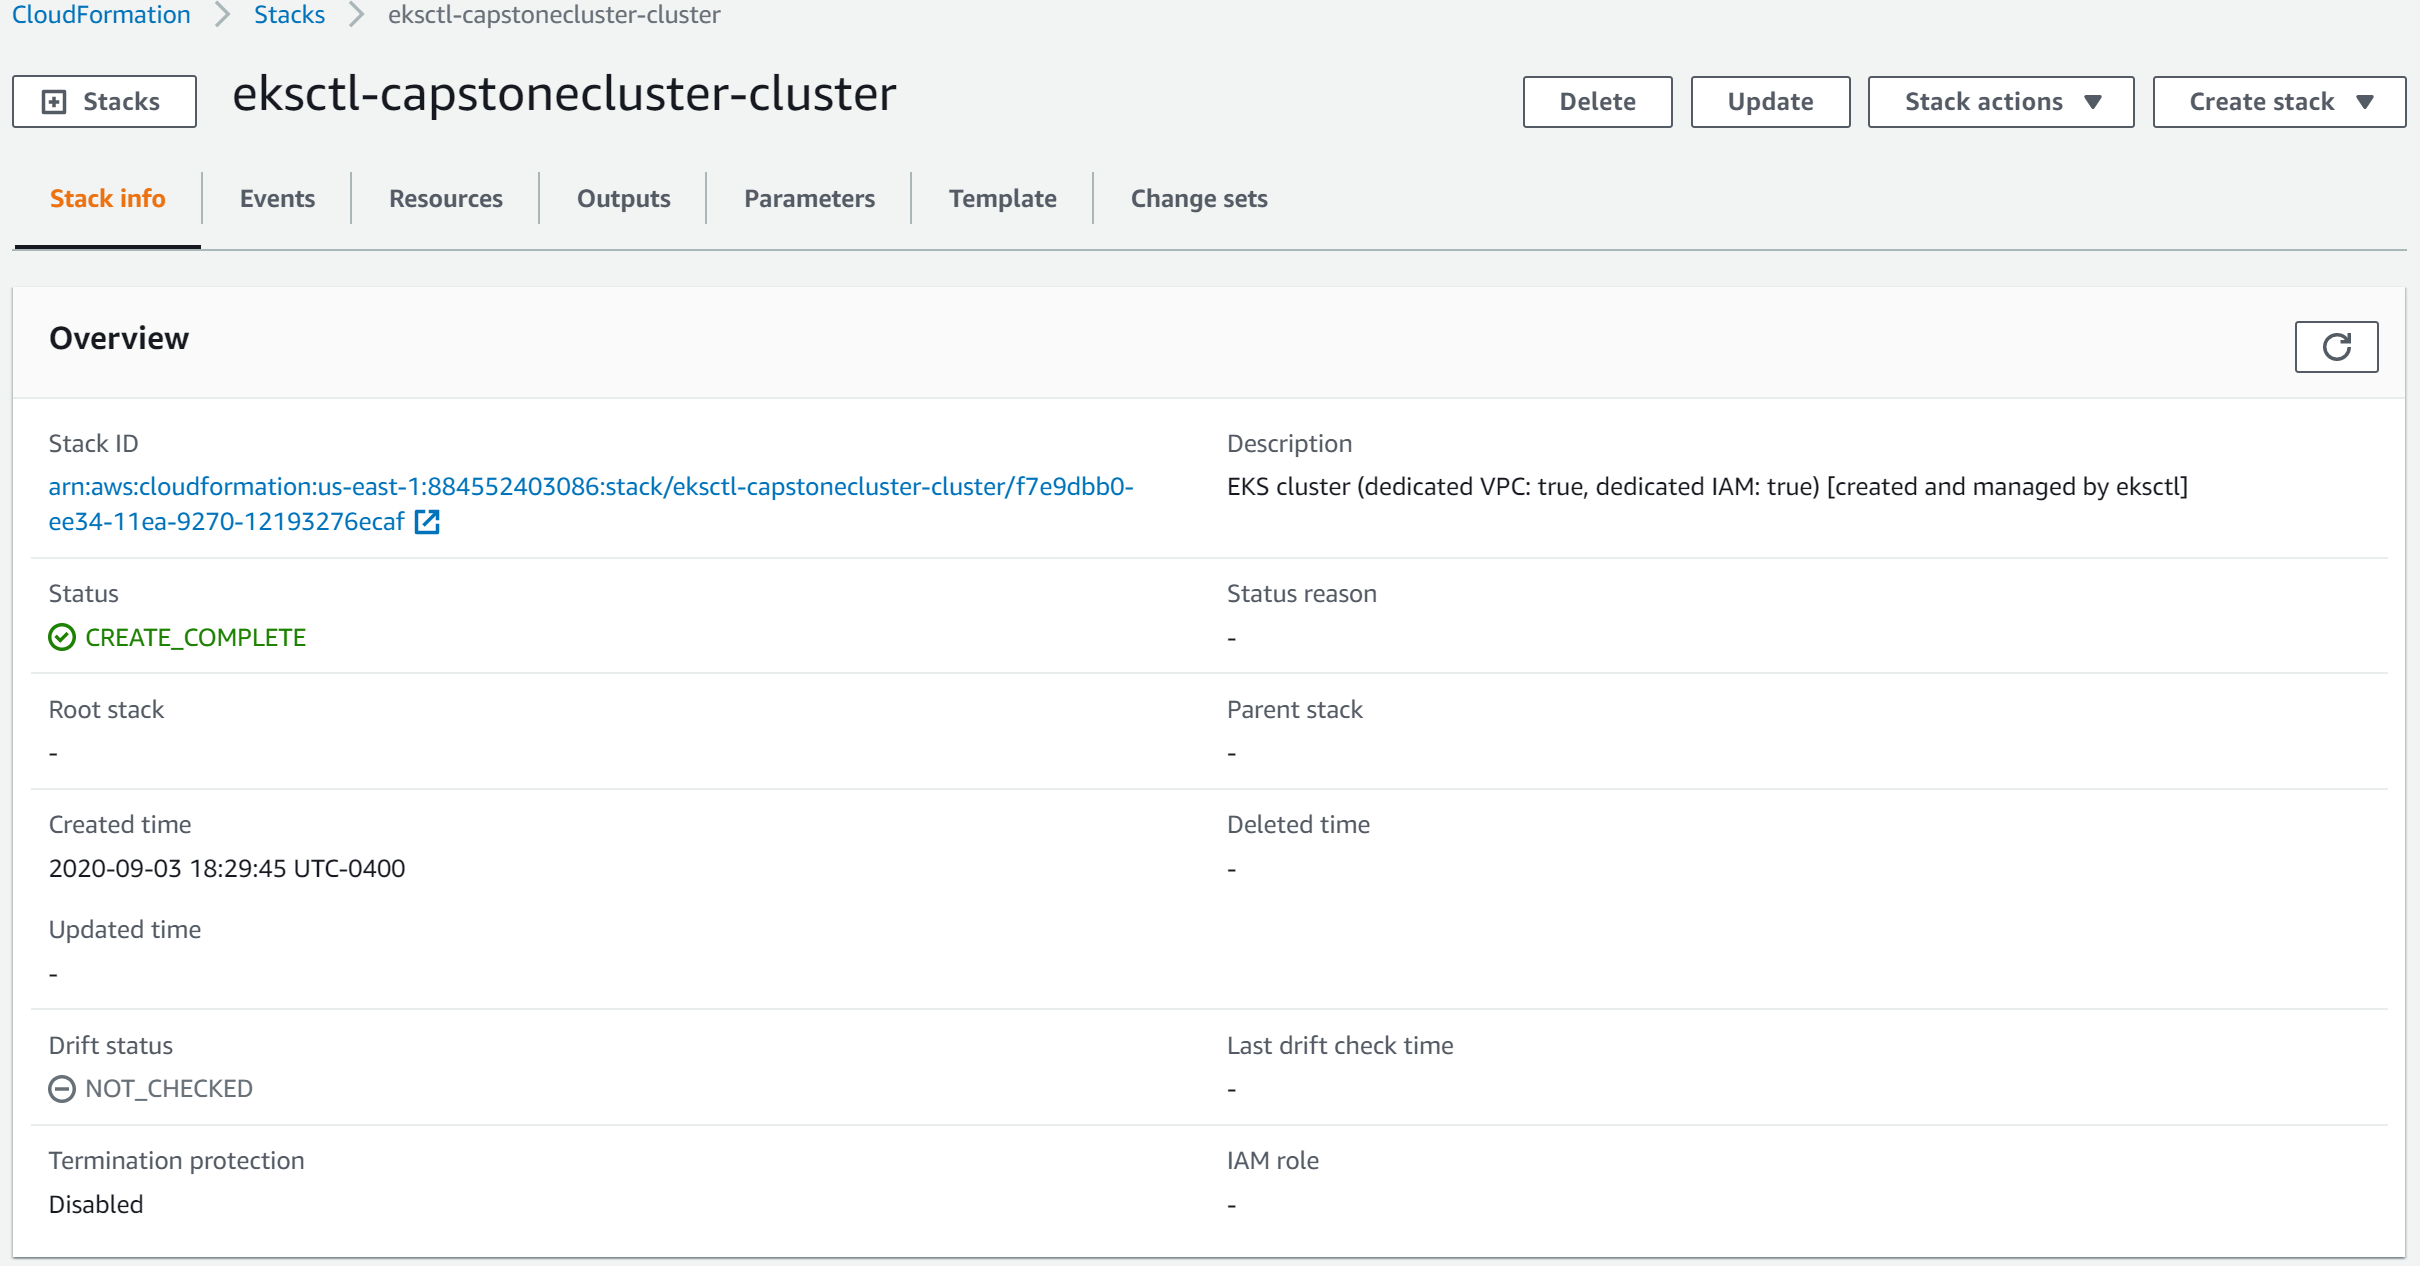 CloudFormation > Stacks > eksctl-capstonecluster-cluster
Stacks eksctl-capstonecluster-cluster Delete Update Stack actions Create stack
Stack info Events Resources Outputs Parameters Template Change sets
Overview
Stack ID
arn:aws:cloudformation:us-east-1:884552403086:stack/eksctl-capstonecluster-cluster/f7e9dbb0-
ee34-11ea-9270-12193276ecaf
Description
EKS cluster (dedicated VPC: true, dedicated IAM: true) [created and managed by eksctl]
Status
CREATE_COMPLETE
Status reason
-
Root stack
-
Parent stack
-
Created time
2020-09-03 18:29:45 UTC-0400
Deleted time
-
Updated time
-
Drift status
NOT_CHECKED
Last drift check time
-
Termination protection
Disabled
IAM role
-